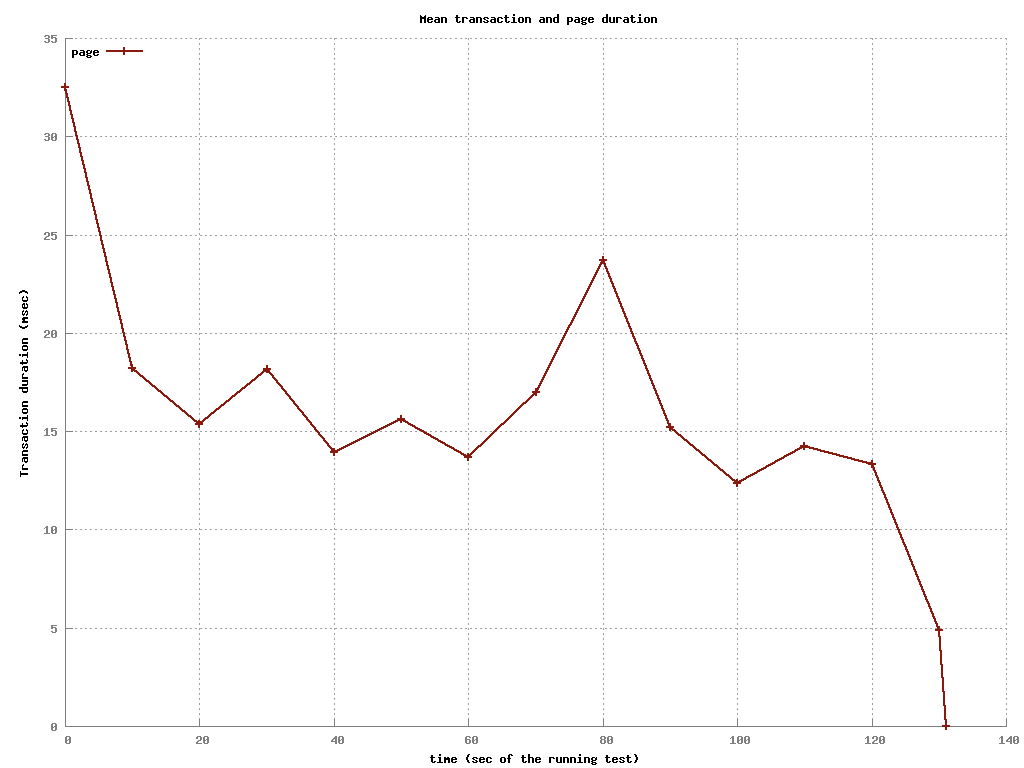 Mean transaction and page duration
35
page
30
25
20
15
10
5
0
Transaction duration (msec)
0 20 40 60 80 100 120 140
time (sec of the running test)